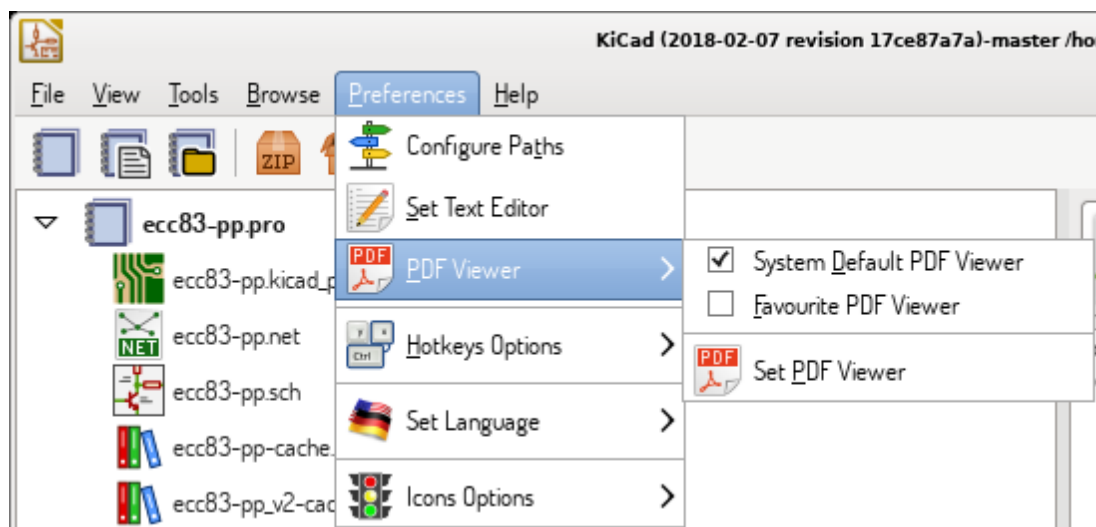 KiCad (2018-02-07 revision 17ce87a7a)-master /ho
File View Tools Browse Preferences Help
ZIP
Configure Paths
Set Text Editor
PDF
PDF Viewer
Hotkeys Options
Ctrl
Set Language
Icons Options
System Default PDF Viewer
Favourite PDF Viewer
PDF
Set PDF Viewer
ecc83-pp.pro
ecc83-pp.kicad_p
NET
ecc83-pp.net
ecc83-pp.sch
ecc83-pp-cache.
ecc83-pp_v2-cac